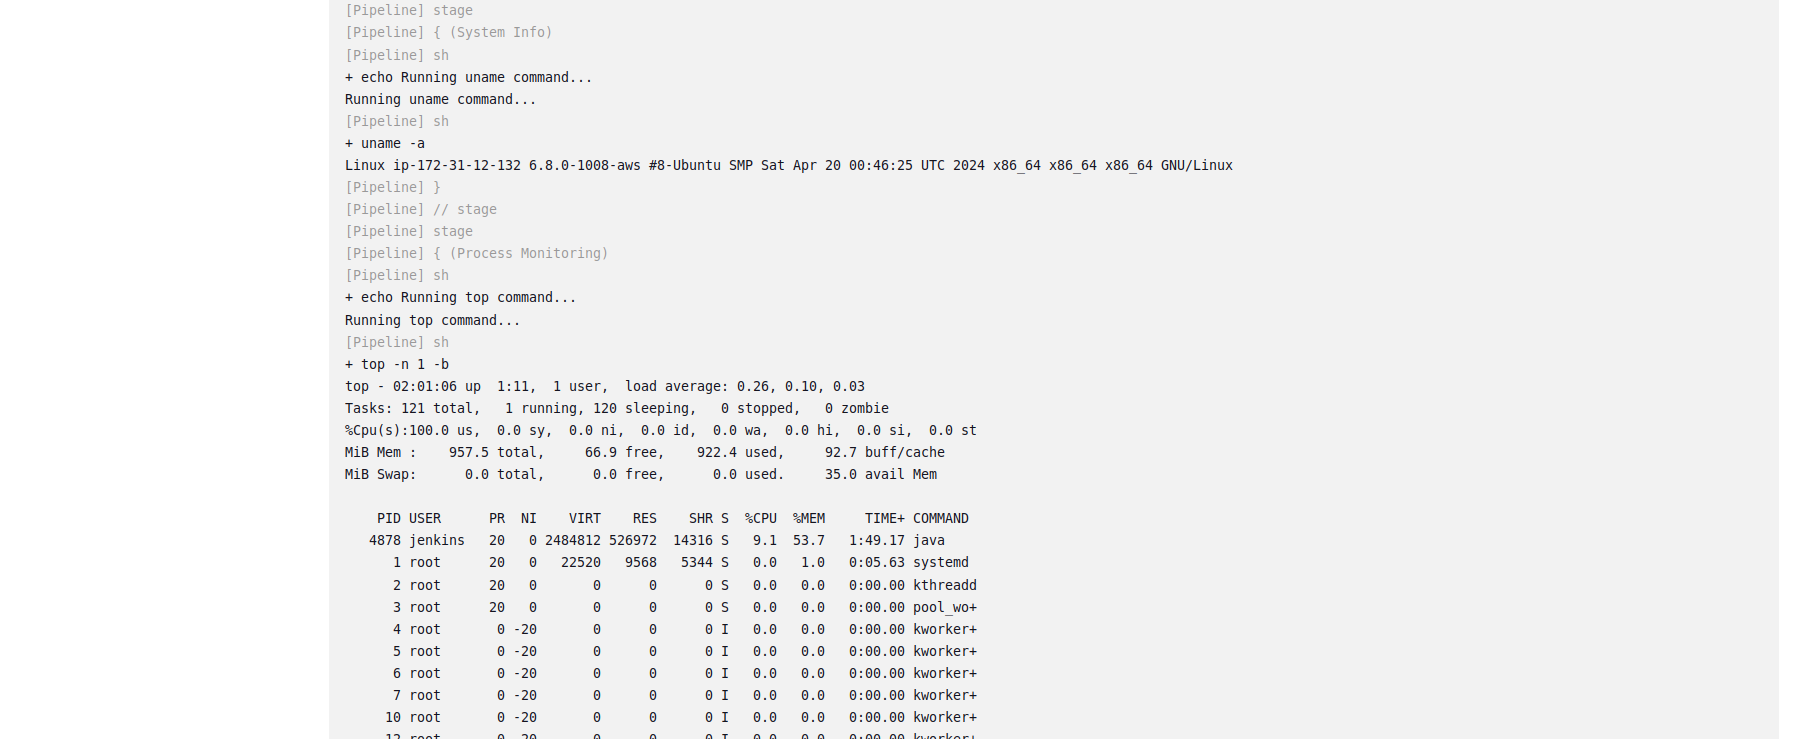 [Pipeline] stage
[Pipeline] { (System Info)
[Pipeline] sh
+ echo Running uname command...
Running uname command...
[Pipeline] sh
+ uname -a
Linux ip-172-31-12-132 6.8.0-1008-aws #8-Ubuntu SMP Sat Apr 20 00:46:25 UTC 2024 x86_64 x86_64 x86_64 GNU/Linux
[Pipeline] }
[Pipeline] // stage
[Pipeline] stage
[Pipeline] { (Process Monitoring)
[Pipeline] sh
+ echo Running top command...
Running top command...
[Pipeline] sh
+ top -n 1 -b
top - 02:01:06 up  1:11,  1 user,  load average: 0.26, 0.10, 0.03
Tasks: 121 total,   1 running, 120 sleeping,   0 stopped,   0 zombie
%Cpu(s):100.0 us,  0.0 sy,  0.0 ni,  0.0 id,  0.0 wa,  0.0 hi,  0.0 si,  0.0 st
MiB Mem :    957.5 total,     66.9 free,    922.4 used,     92.7 buff/cache
MiB Swap:      0.0 total,      0.0 free,      0.0 used.     35.0 avail Mem
    PID USER      PR  NI    VIRT    RES    SHR S  %CPU  %MEM     TIME+ COMMAND
   4878 jenkins   20   0 2484812 526972  14316 S   9.1  53.7   1:49.17 java
      1 root      20   0   22520   9568   5344 S   0.0   1.0   0:05.63 systemd
      2 root      20   0       0      0      0 S   0.0   0.0   0:00.00 kthreadd
      3 root      20   0       0      0      0 S   0.0   0.0   0:00.00 pool_wo+
      4 root       0 -20       0      0      0 I   0.0   0.0   0:00.00 kworker+
      5 root       0 -20       0      0      0 I   0.0   0.0   0:00.00 kworker+
      6 root       0 -20       0      0      0 I   0.0   0.0   0:00.00 kworker+
      7 root       0 -20       0      0      0 I   0.0   0.0   0:00.00 kworker+
     10 root       0 -20       0      0      0 I   0.0   0.0   0:00.00 kworker+
     12 root       0 -20       0      0      0 I   0.0   0.0   0:00.00 kworker+